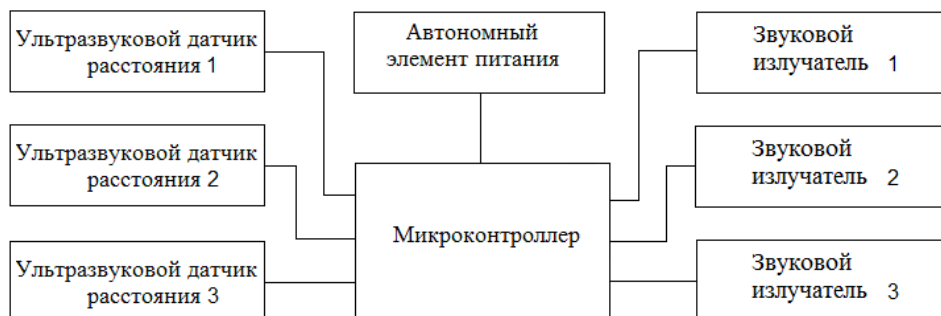 Ультразвуковой датчик
расстояния 1
Автономный
элемент питания
Звуковой
излучатель 1
Ультразвуковой датчик
расстояния 2
Звуковой
излучатель 2
Микроконтроллер
Ультразвуковой датчик
расстояния 3
Звуковой
излучатель 3